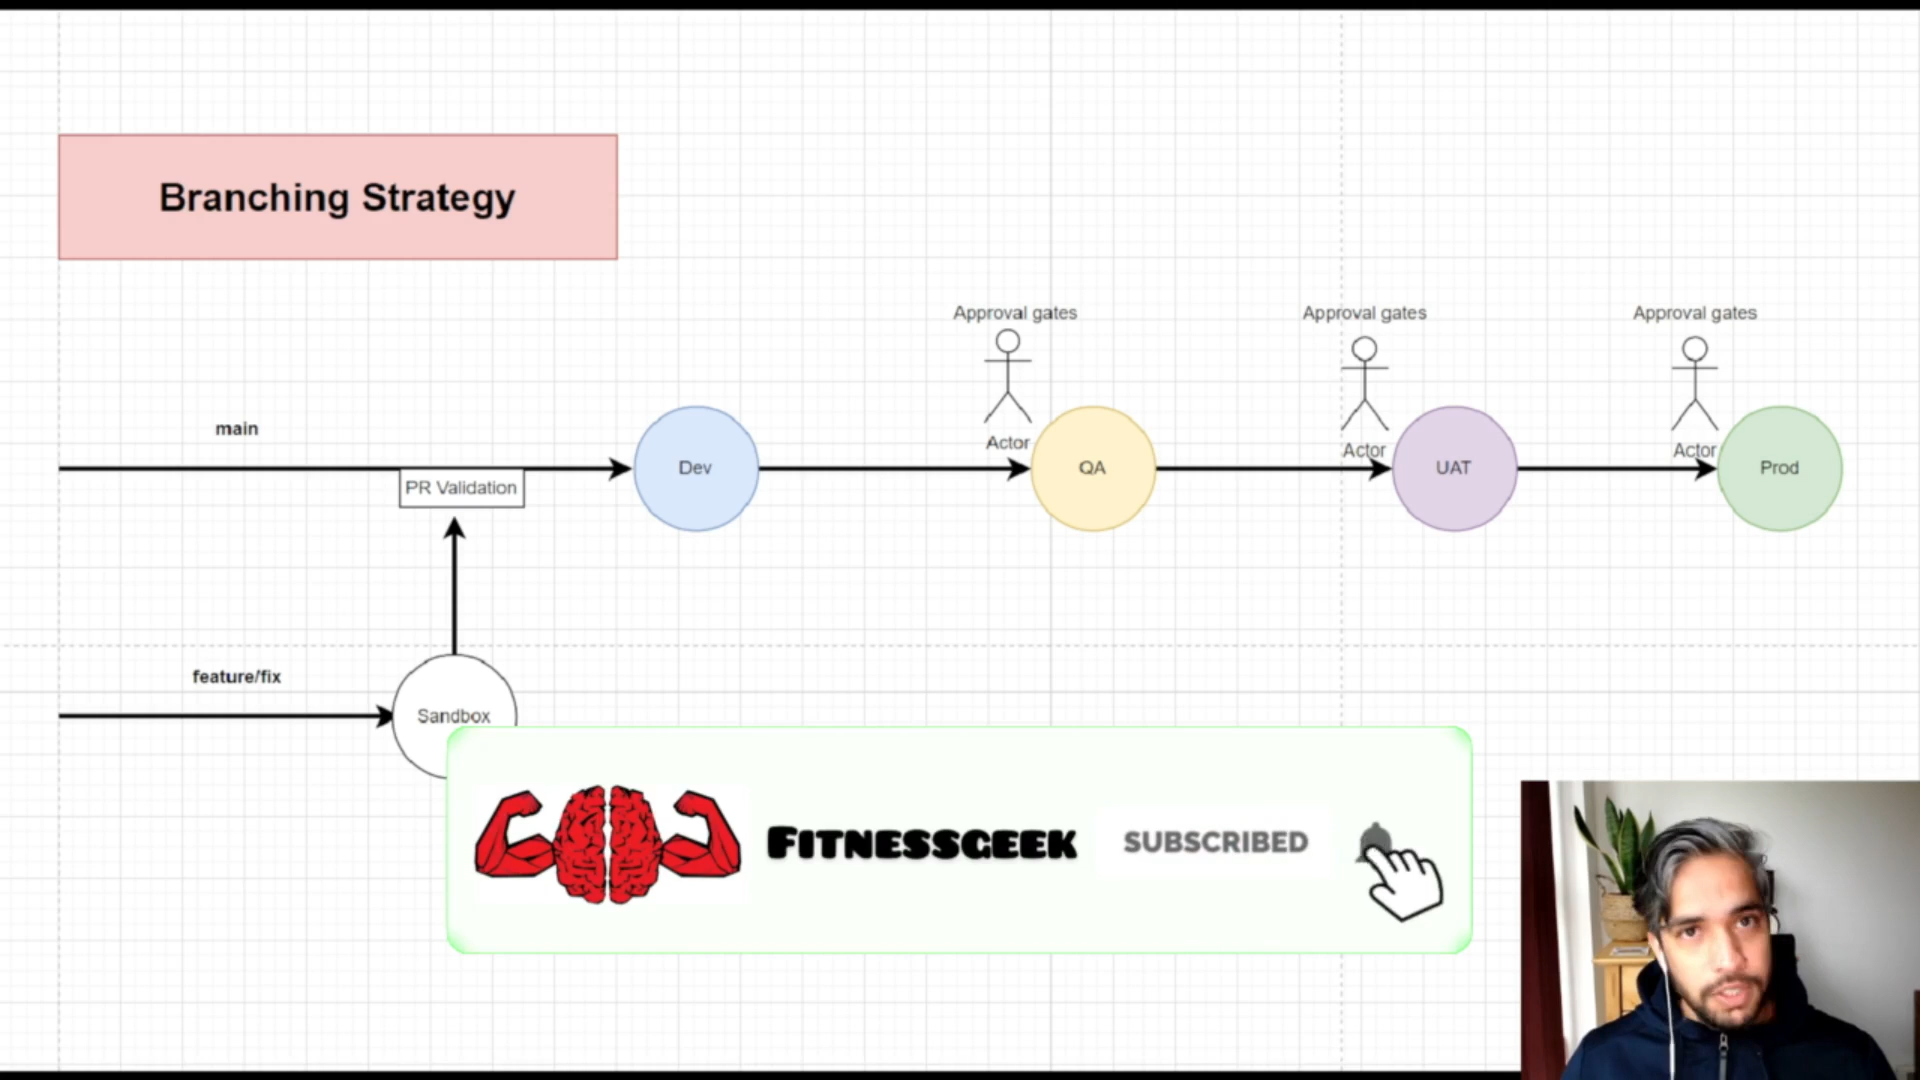 Branching Strategy
Approval gates
Approval gates
Approval gates
main
Actor
Actor
Actor
Dev
QA
UAT
Prod
PR Validation
feature/fix
Sandbox
FITNESSGEEK
SUBSCRIBED